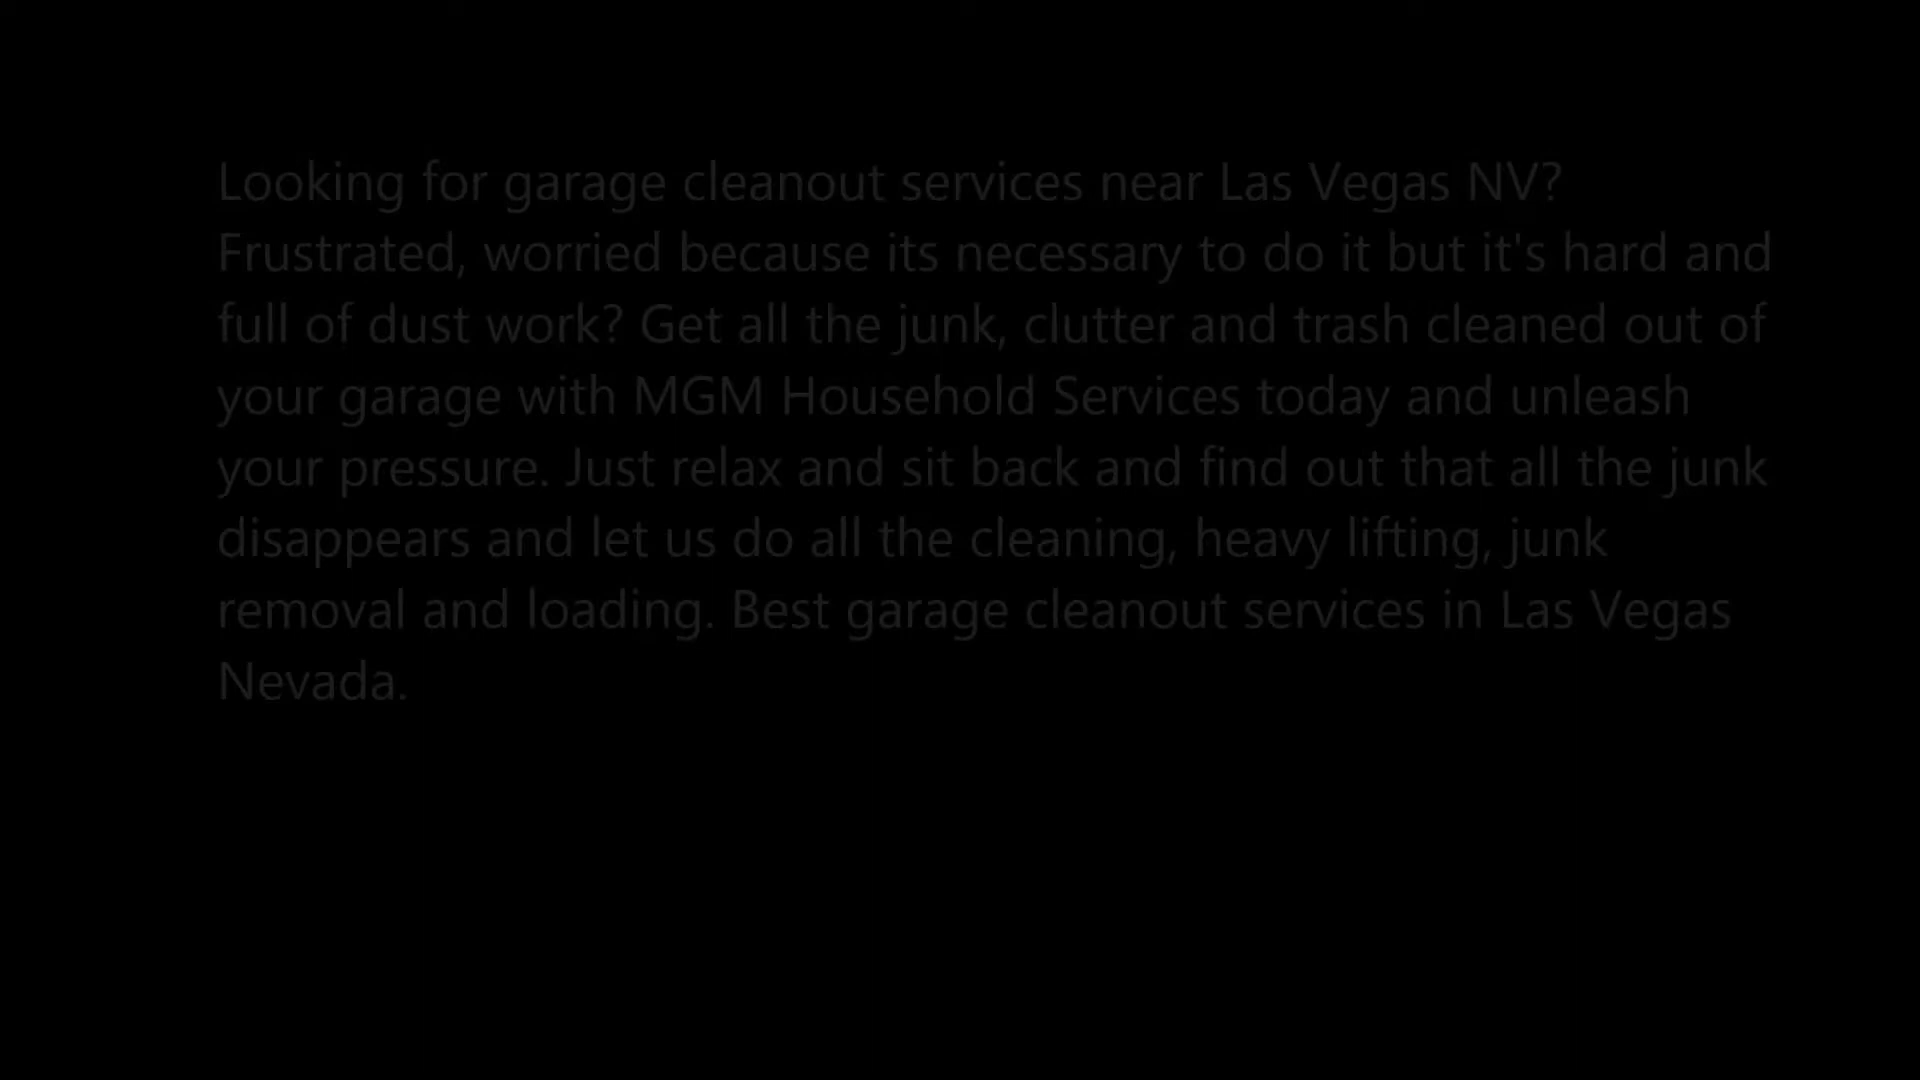 Looking for garage cleanout services near Las Vegas NV?
Frustrated, worried because its necessary to do it but it's hard and
full of dust work? Get all the junk, clutter and trash cleaned out of
your garage with MGM Household Services today and unleash
your pressure. Just relax and sit back and find out that all the junk
disappears and let us do all the cleaning, heavy lifting, junk
removal and loading. Best garage cleanout services in Las Vegas
Nevada.